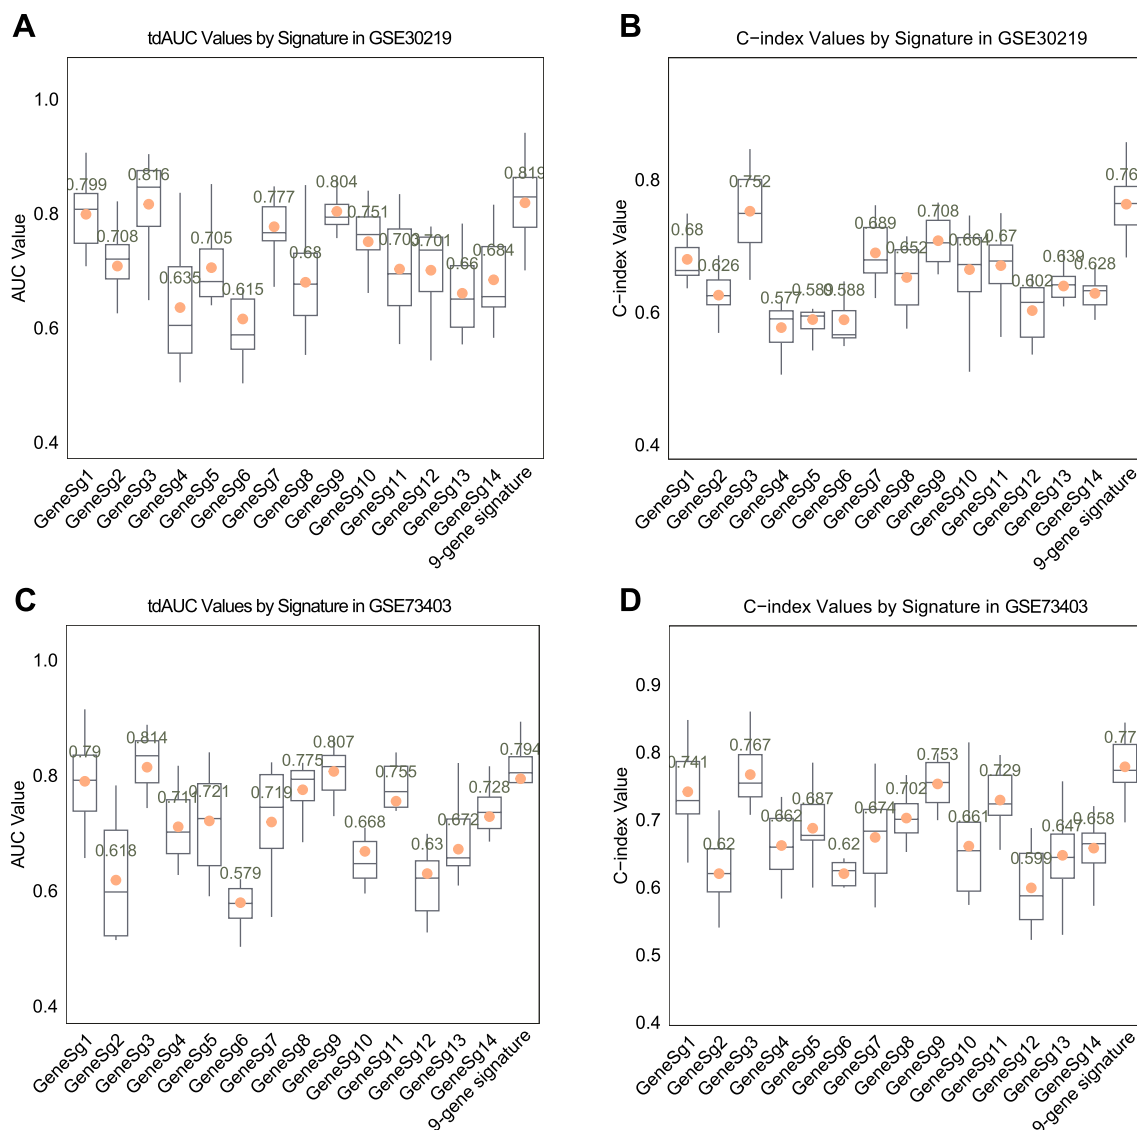 A
tdAUC Values by Signature in GSE30219
AUC Value
1.0
0.8
0.6
0.4
0.799
0.708
0.816
0.635
0.705
0.615
0.777
0.68
0.804
0.751
0.703
0.701
0.66
0.684
0.819
GeneSg1
GeneSg2
GeneSg3
GeneSg4
GeneSg5
GeneSg6
GeneSg7
GeneSg8
GeneSg9
GeneSg10
GeneSg11
GeneSg12
GeneSg13
GeneSg14
9-gene signature
B
C−index Values by Signature in GSE30219
C−index Value
0.8
0.6
0.4
0.68
0.626
0.752
0.577
0.589
0.588
0.689
0.652
0.708
0.664
0.67
0.602
0.639
0.628
0.76
GeneSg1
GeneSg2
GeneSg3
GeneSg4
GeneSg5
GeneSg6
GeneSg7
GeneSg8
GeneSg9
GeneSg10
GeneSg11
GeneSg12
GeneSg13
GeneSg14
9-gene signature
C
tdAUC Values by Signature in GSE73403
AUC Value
1.0
0.8
0.6
0.4
0.79
0.618
0.814
0.711
0.721
0.579
0.719
0.775
0.807
0.668
0.755
0.63
0.672
0.728
0.794
GeneSg1
GeneSg2
GeneSg3
GeneSg4
GeneSg5
GeneSg6
GeneSg7
GeneSg8
GeneSg9
GeneSg10
GeneSg11
GeneSg12
GeneSg13
GeneSg14
9-gene signature
D
C−index Values by Signature in GSE73403
C−index Value
0.9
0.8
0.7
0.6
0.5
0.4
0.741
0.62
0.767
0.662
0.687
0.62
0.674
0.702
0.753
0.661
0.729
0.599
0.647
0.658
0.77
GeneSg1
GeneSg2
GeneSg3
GeneSg4
GeneSg5
GeneSg6
GeneSg7
GeneSg8
GeneSg9
GeneSg10
GeneSg11
GeneSg12
GeneSg13
GeneSg14
9-gene signature